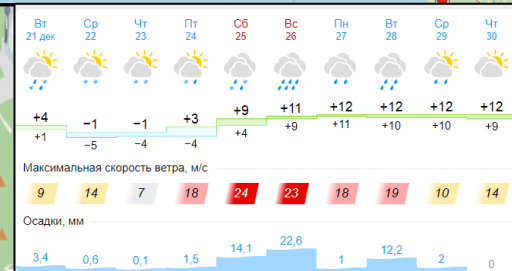 Вт Ср Чт Пт Сб Вс Пн Вт Ср Чт
21 дек 22 23 24 25 26 27 28 29 30
+4 −1 −1 +3 +9 +11 +12 +12 +12 +12
+1 −5 −4 −4 +4 +9 +11 +10 +10 +9
Максимальная скорость ветра, м/с
9 14 7 18 24 23 18 19 10 14
Осадки, мм
3,4 0,6 0,1 1,5 14,1 22,6 1 12,2 2 0